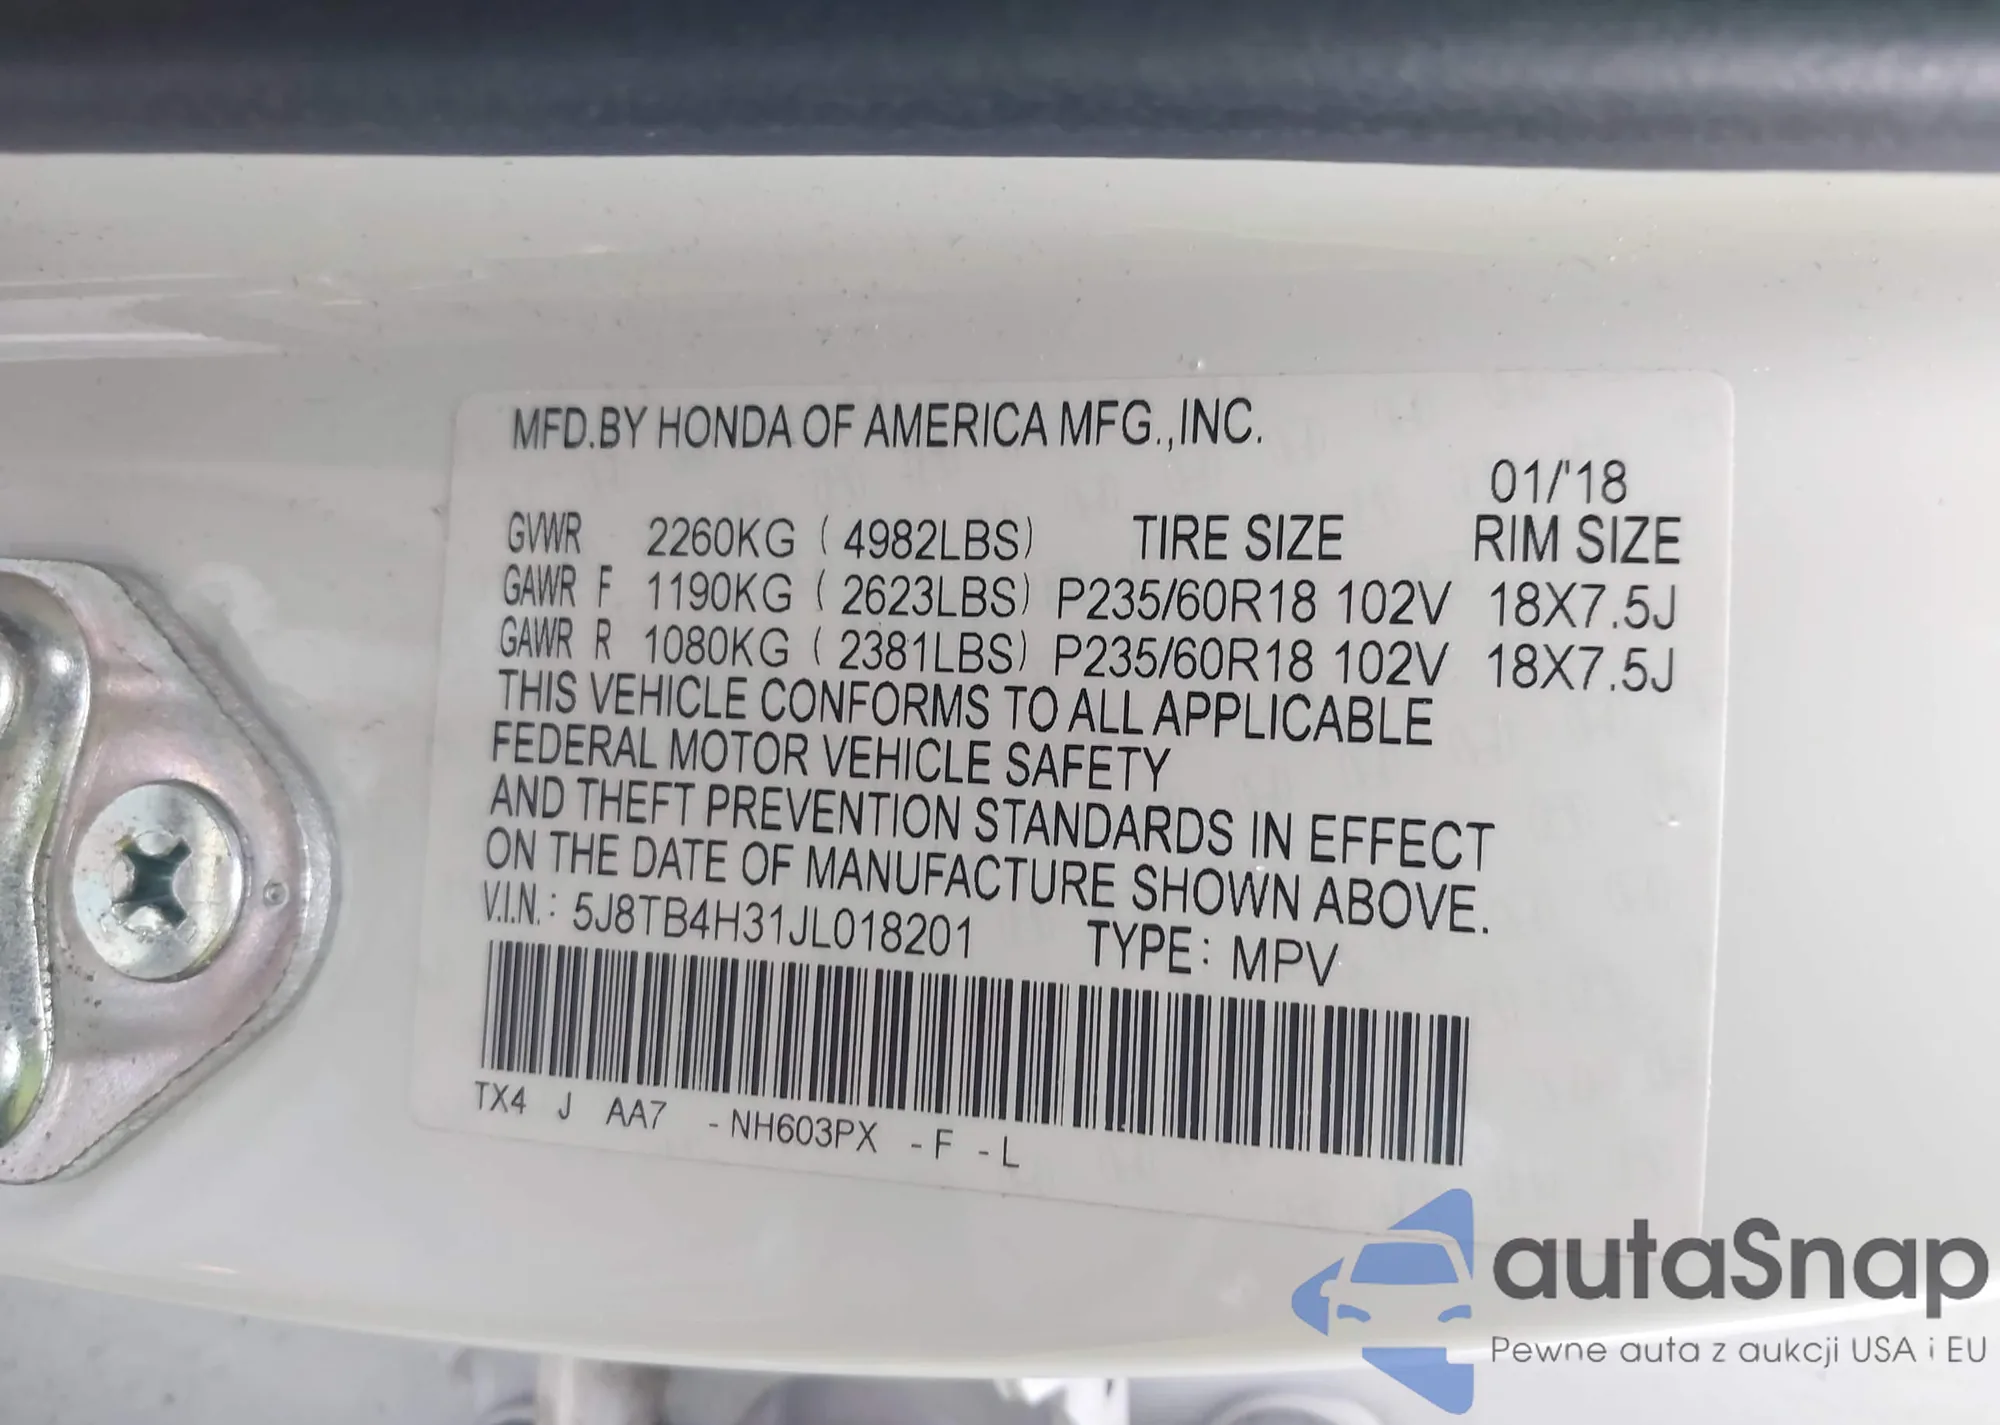 MFD.BY HONDA OF AMERICA MFG.,INC.
01/'18
GVWR 2260KG ( 4982LBS) TIRE SIZE RIM SIZE
GAWR F 1190KG ( 2623LBS) P235/60R18 102V 18X7.5J
GAWR R 1080KG ( 2381LBS) P235/60R18 102V 18X7.5J
THIS VEHICLE CONFORMS TO ALL APPLICABLE
FEDERAL MOTOR VEHICLE SAFETY
AND THEFT PREVENTION STANDARDS IN EFFECT
ON THE DATE OF MANUFACTURE SHOWN ABOVE.
V.I.N.: 5J8TB4H31JL018201 TYPE: MPV
TX4 J AA7 -NH603PX -F -L
autaSnap
Pewne auta z aukcji USA i EU